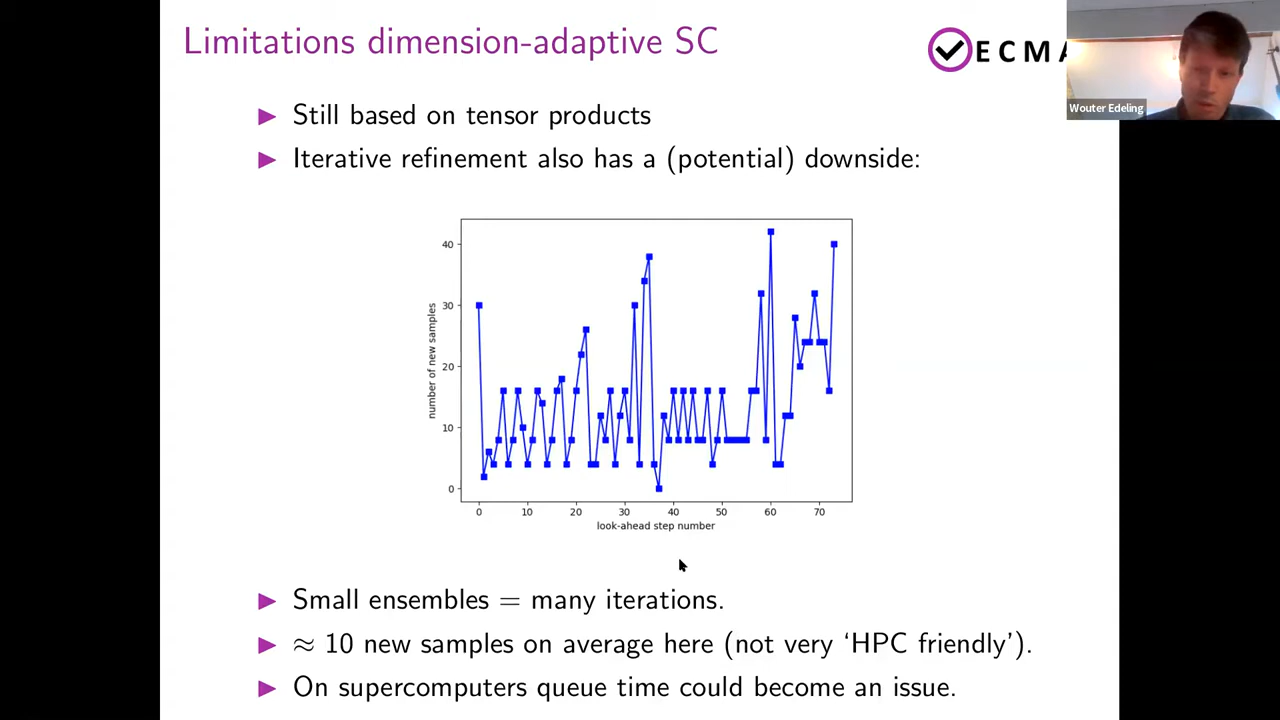 Limitations dimension-adaptive SC
ECMA
Wouter Edeling
▶ Still based on tensor products
▶ Iterative refinement also has a (potential) downside:
number of new samples
40
30
20
10
0
0 10 20 30 40 50 60 70
look-ahead step number
▶ Small ensembles = many iterations.
▶ ≈ 10 new samples on average here (not very ‘HPC friendly’).
▶ On supercomputers queue time could become an issue.